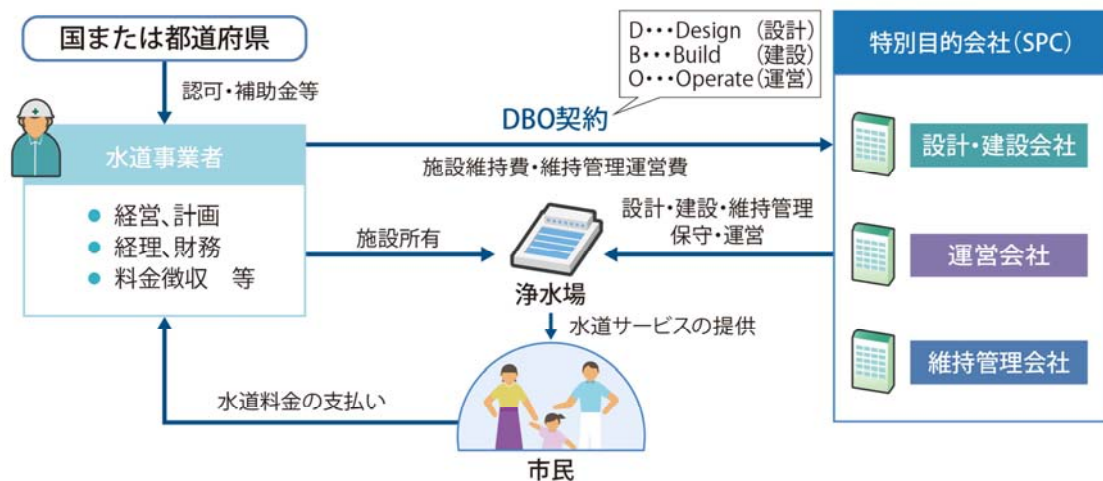 国または都道府県
認可・補助金等
水道事業者
● 経営、計画
● 経理、財務
● 料金徴収　等
D・・・Design（設計）
B・・・Build　（建設）
O・・・Operate（運営）
DBO契約
施設維持費・維持管理運営費
施設所有
設計・建設・維持管理
保守・運営
浄水場
水道サービスの提供
水道料金の支払い
市民
特別目的会社（SPC）
設計・建設会社
運営会社
維持管理会社